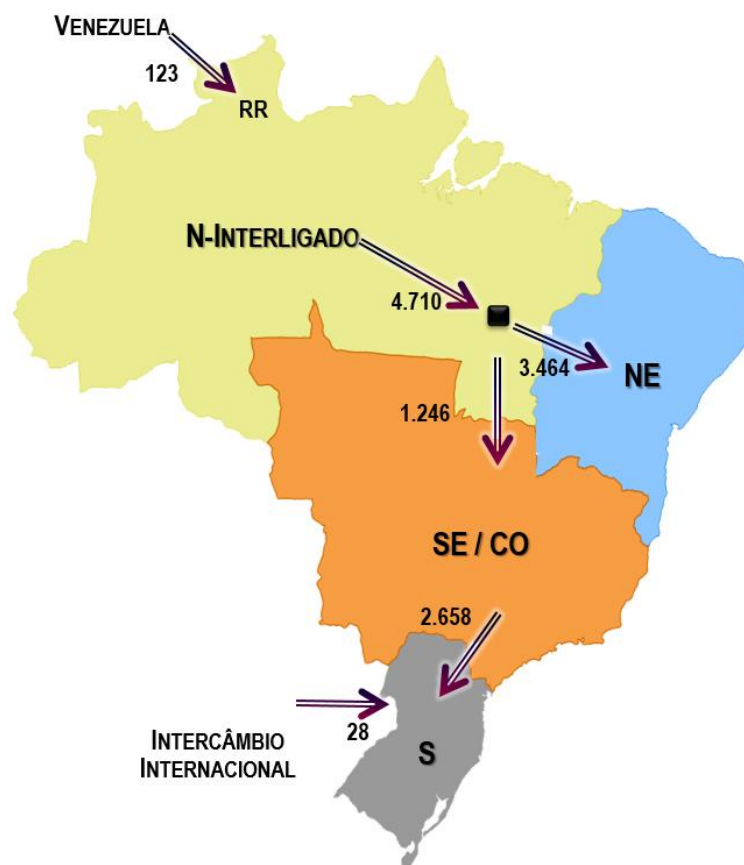 VENEZUELA
123
RR
N-INTERLIGADO
4.710
3.464
NE
1.246
SE / CO
2.658
28
INTERCÂMBIO
INTERNACIONAL
S